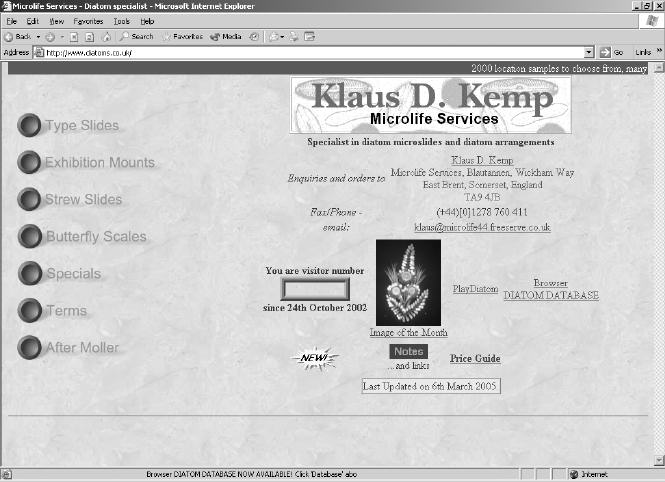 Microlife Services - Diatom specialist - Microsoft Internet Explorer
File Edit View Favorites Tools Help
Back Search Favorites Media
Address http://www.diatoms.co.uk/ Go Links »
2000 location samples to choose from, many
Klaus D. Kemp
Microlife Services
Specialist in diatom microslides and diatom arrangements
Type Slides
Exhibition Mounts
Strew Slides
Butterfly Scales
Specials
Terms
After Moller
Enquiries and orders to
Klaus D. Kemp
Microlife Services, Blautannen, Wickham Way
East Brent, Somerset, England
TA9 4JB
Fax/Phone - (+44)[0]1278 760 411
email: klaus@microlife44.freeserve.co.uk
You are visitor number
since 24th October 2002
Image of the Month
PlayDiatom
Browser
DIATOM DATABASE
NEW!
Notes
...and links
Price Guide
Last Updated on 6th March 2005
Browser DIATOM DATABASE NOW AVAILABLE! Click 'Database' abo
Internet